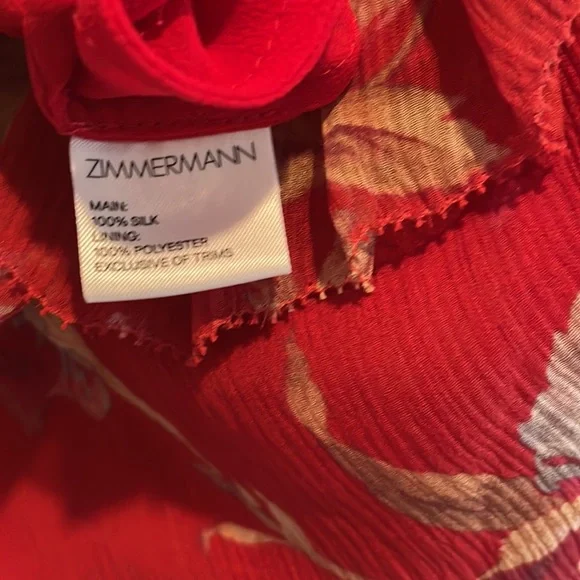 ZIMMERMANN
MAIN:
100% SILK
LINING:
100% POLYESTER
EXCLUSIVE OF TRIMS